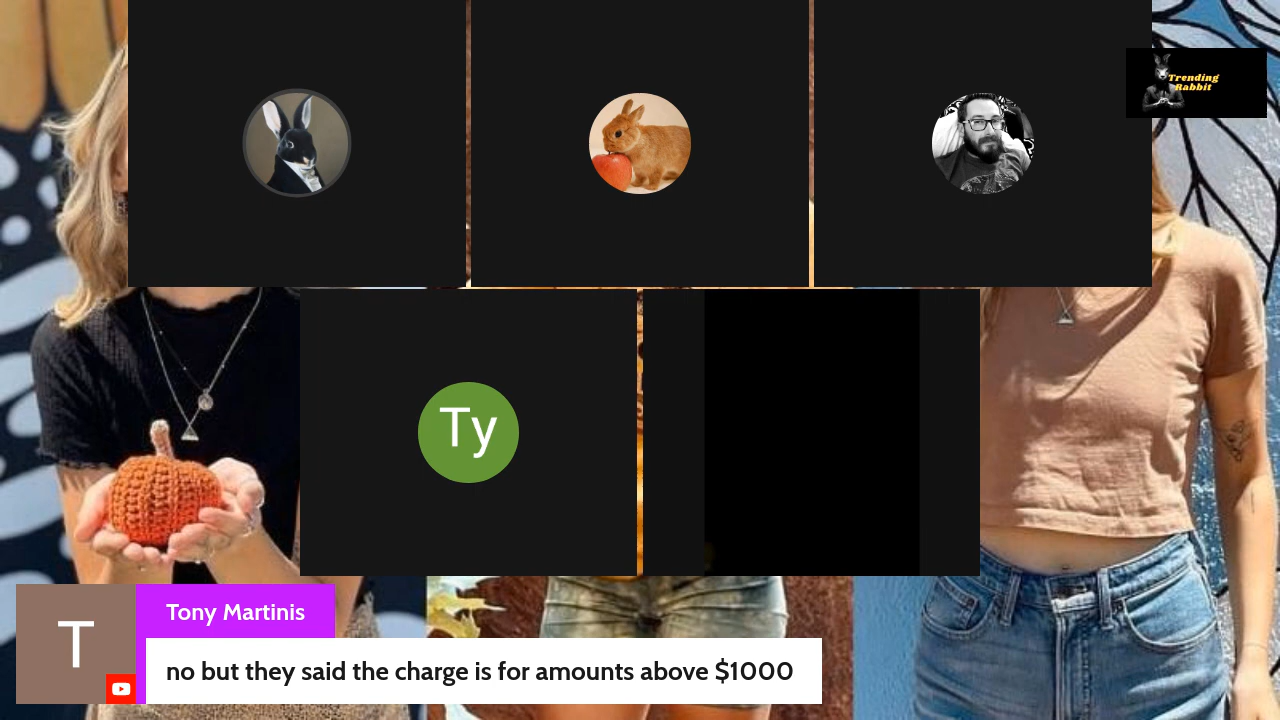 Trending
Rabbit
Ty
T
Tony Martinis
no but they said the charge is for amounts above $1000